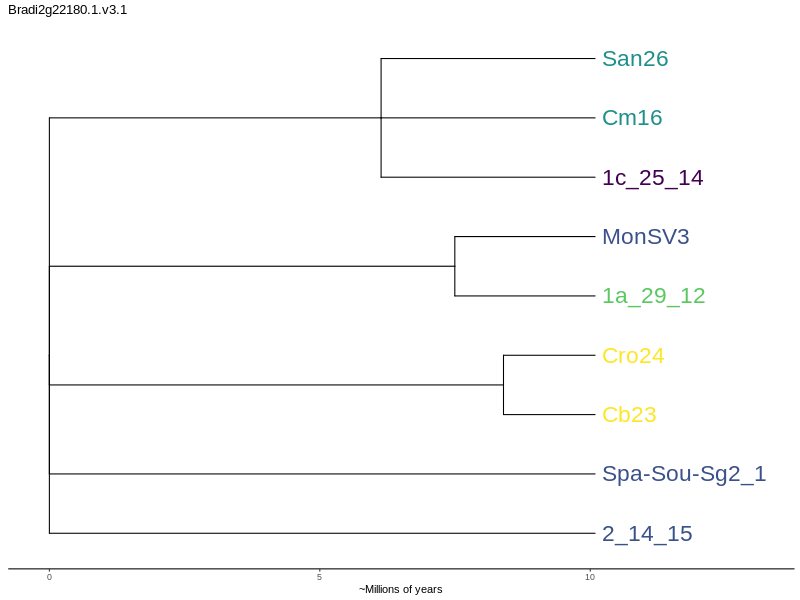 Bradi2g22180.1.v3.1
San26
Cm16
1c_25_14
MonSV3
1a_29_12
Cro24
Cb23
Spa-Sou-Sg2_1
2_14_15
0 5 10
~Millions of years